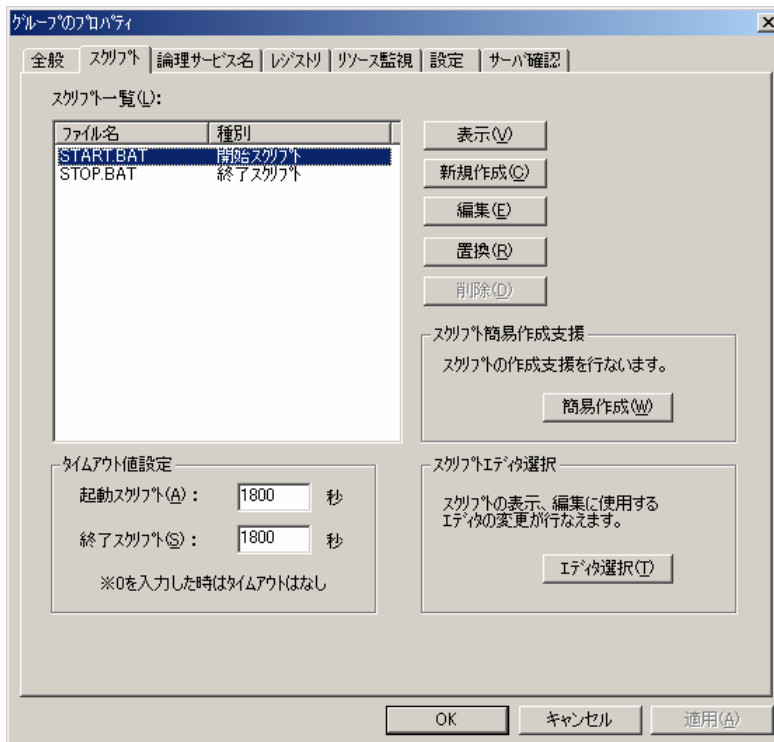 グループのプロパティ
全般 スクリプト 論理サービス名 レジストリ リソース監視 設定 サーバ確認
スクリプト一覧(L):
ファイル名 種別
START.BAT 開始スクリプト
STOP.BAT 終了スクリプト
表示(V)
新規作成(C)
編集(E)
置換(R)
削除(D)
スクリプト簡易作成支援
スクリプトの作成支援を行ないます。
簡易作成(W)
タイムアウト値設定
起動スクリプト(A): 1800 秒
終了スクリプト(S): 1800 秒
※0を入力した時はタイムアウトはなし
スクリプトエディタ選択
スクリプトの表示、編集に使用する
エディタの変更が行なえます。
エディタ選択(T)
OK キャンセル 適用(A)